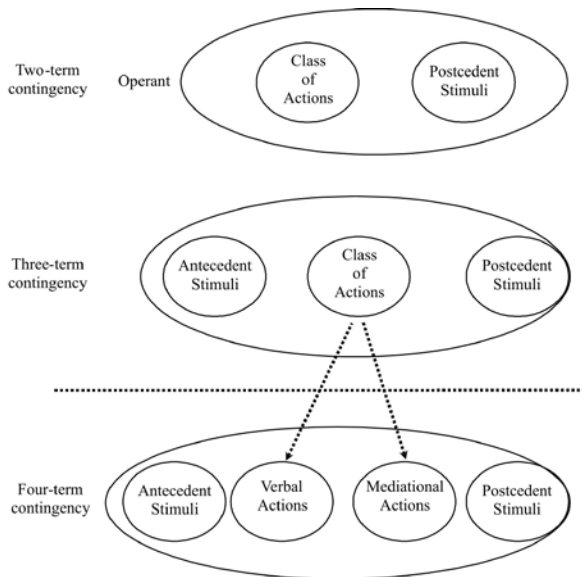 Two-term
contingency
Operant
Class
of
Actions
Postcedent
Stimuli
Three-term
contingency
Antecedent
Stimuli
Class
of
Actions
Postcedent
Stimuli
Four-term
contingency
Antecedent
Stimuli
Verbal
Actions
Mediational
Actions
Postcedent
Stimuli